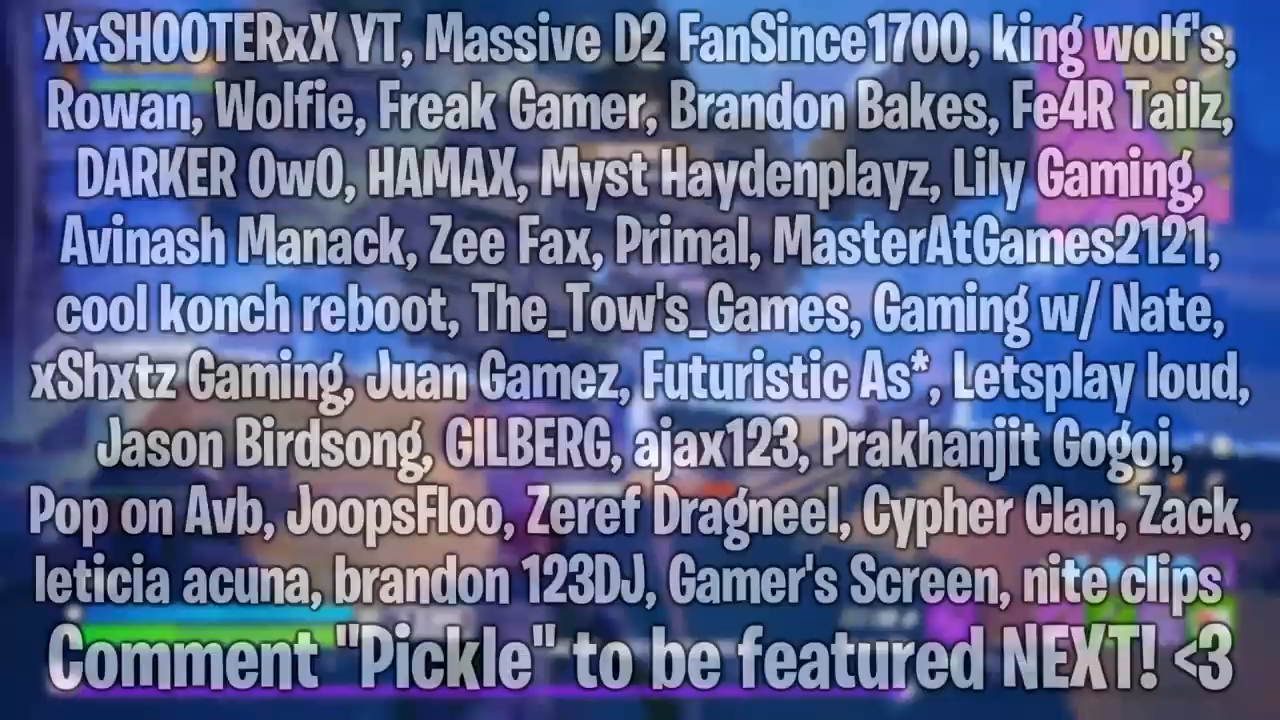 XxSHOOTERxX YT, Massive D2 FanSince1700, king wolf's,
Rowan, Wolfie, Freak Gamer, Brandon Bakes, Fe4R Tailz,
DARKER OwO, HAMAX, Myst Haydenplayz, Lily Gaming,
Avinash Manack, Zee Fax, Primal, MasterAtGames2121,
cool konch reboot, The_Tow's_Games, Gaming w/ Nate,
xShxtz Gaming, Juan Gamez, Futuristic As*, Letsplay loud,
Jason Birdsong, GILBERG, ajax123, Prakhanjit Gogoi,
Pop on Avb, JoopsFloo, Zeref Dragneel, Cypher Clan, Zack,
leticia acuna, brandon 123DJ, Gamer's Screen, nite clips
Comment "Pickle" to be featured NEXT! <3